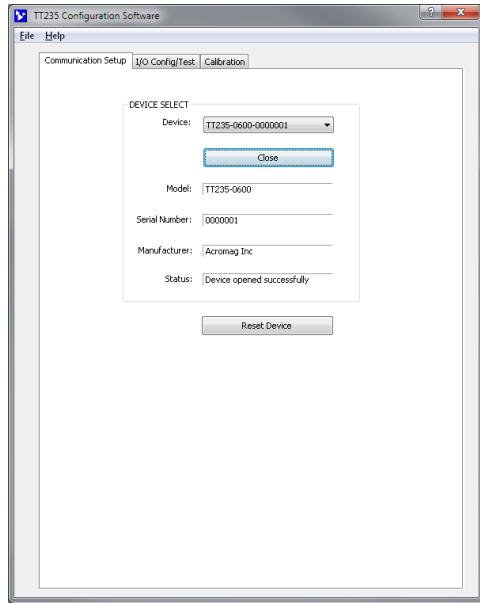 TT235 Configuration Software
File Help
Communication Setup I/O Config/Test Calibration
DEVICE SELECT
Device: TT235-0600-0000001
Close
Model: TT235-0600
Serial Number: 0000001
Manufacturer: Acromag Inc
Status: Device opened successfully
Reset Device